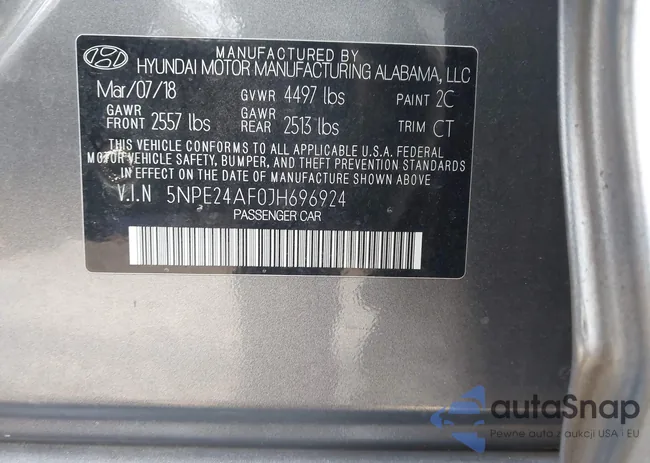 MANUFACTURED BY
HYUNDAI MOTOR MANUFACTURING ALABAMA, LLC
Mar/07/18 GVWR 4497 lbs PAINT 2C
GAWR FRONT 2557 lbs GAWR REAR 2513 lbs TRIM CT
THIS VEHICLE CONFORMS TO ALL APPLICABLE U.S.A. FEDERAL
MOTOR VEHICLE SAFETY, BUMPER, AND THEFT PREVENTION STANDARDS
IN EFFECT ON THE DATE OF MANUFACTURE SHOWN ABOVE
V.I.N 5NPE24AF0JH696924
PASSENGER CAR
autaSnap
Pewne auto z aukcji USA i EU